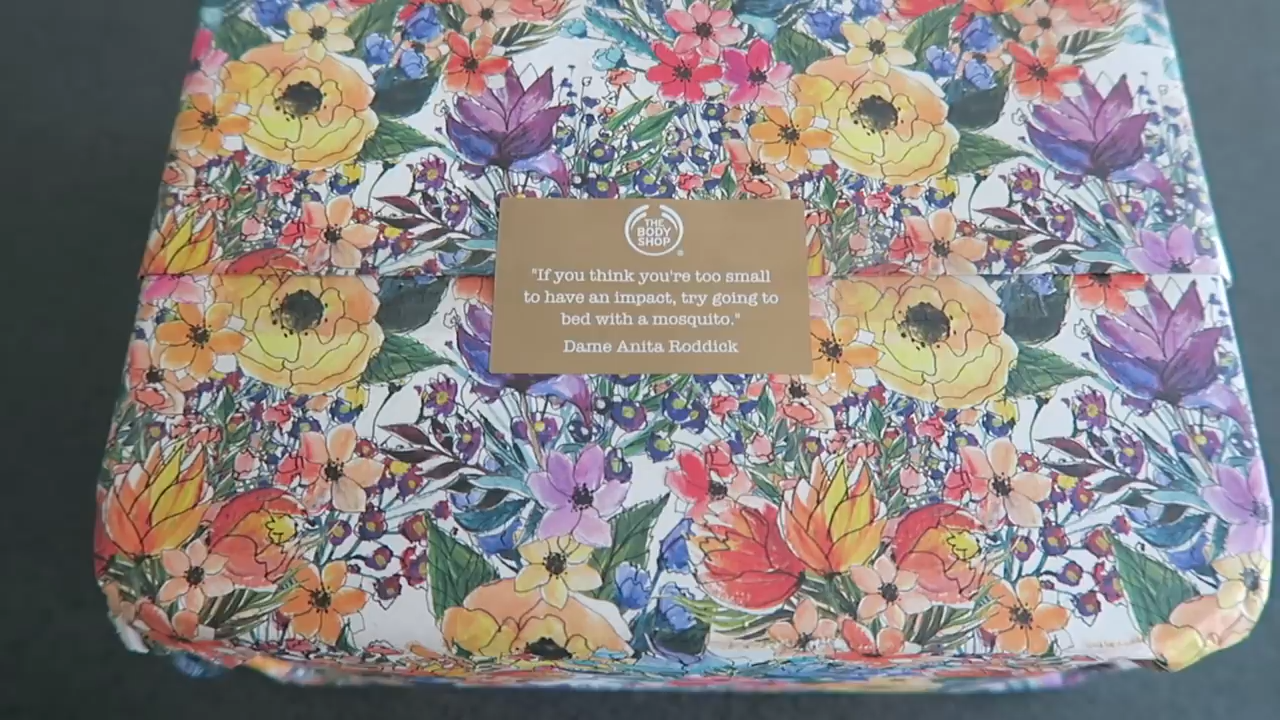 THE
BODY
SHOP®
"If you think you're too small
to have an impact, try going to
bed with a mosquito."
Dame Anita Roddick